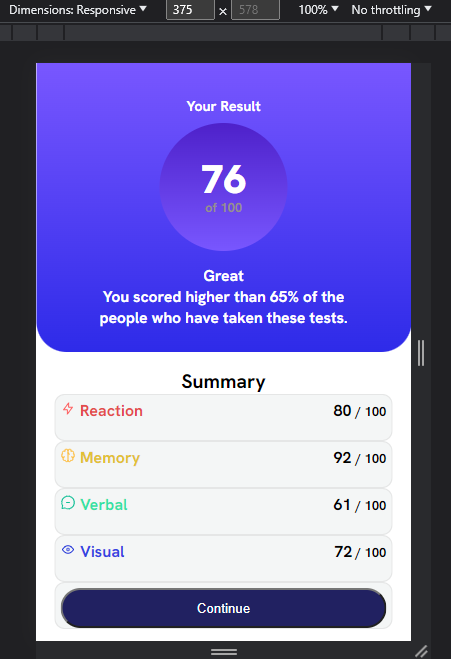 Dimensions: Responsive ▼ 375 × 578 100% ▼ No throttling ▼
Your Result
76
of 100
Great
You scored higher than 65% of the
people who have taken these tests.
Summary
Reaction 80 / 100
Memory 92 / 100
Verbal 61 / 100
Visual 72 / 100
Continue